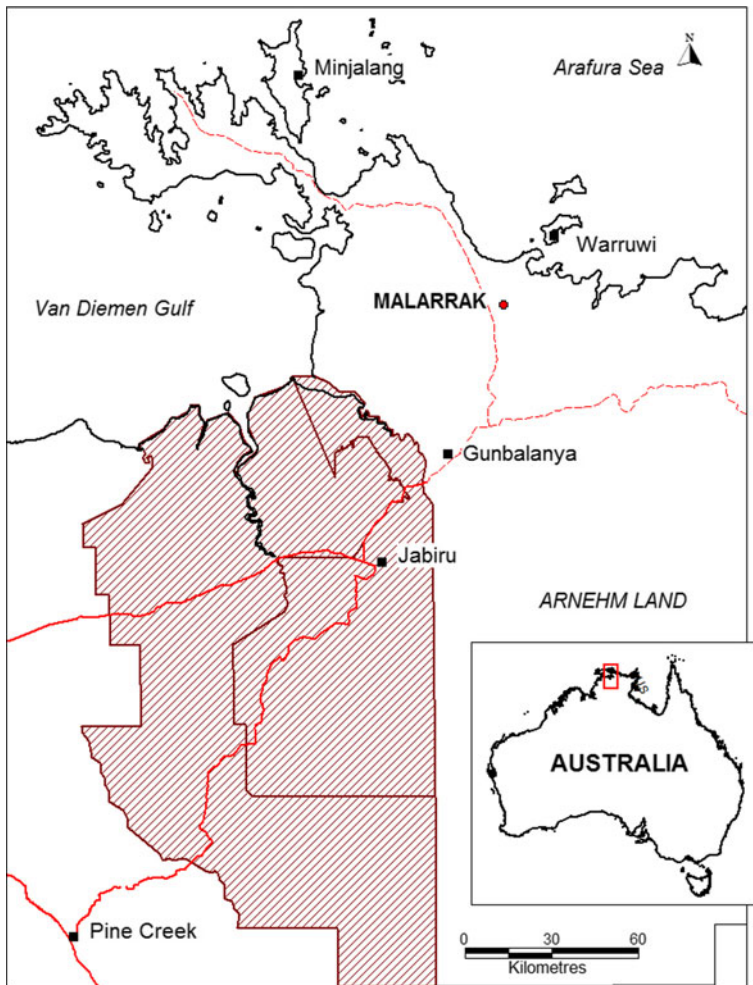 Minjalang
Arafura Sea
N
Warruwi
MALARRAK
Van Diemen Gulf
Gunbalanya
Jabiru
ARNEHM LAND
AUSTRALIA
Pine Creek
0 30 60
Kilometres